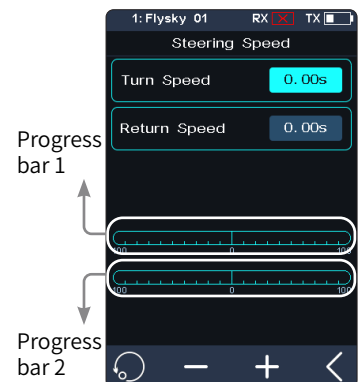 1: Flysky 01 RX TX
Steering Speed
Turn Speed 0.00s
Return Speed 0.00s
Progress
bar 1
100 0 100
100 0 100
Progress
bar 2